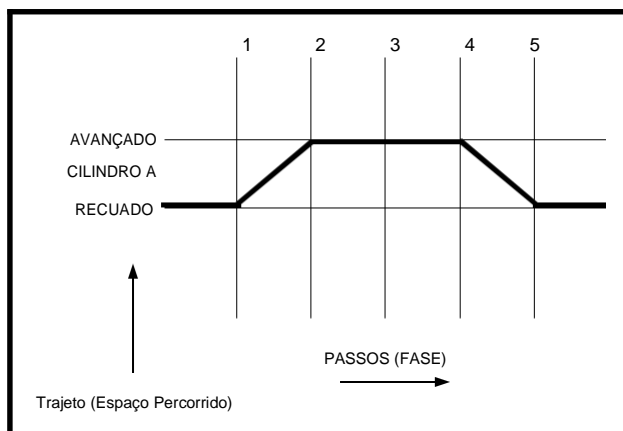 1 2 3 4 5
AVANÇADO
CILINDRO A
RECUADO
PASSOS (FASE)
Trajeto (Espaço Percorrido)